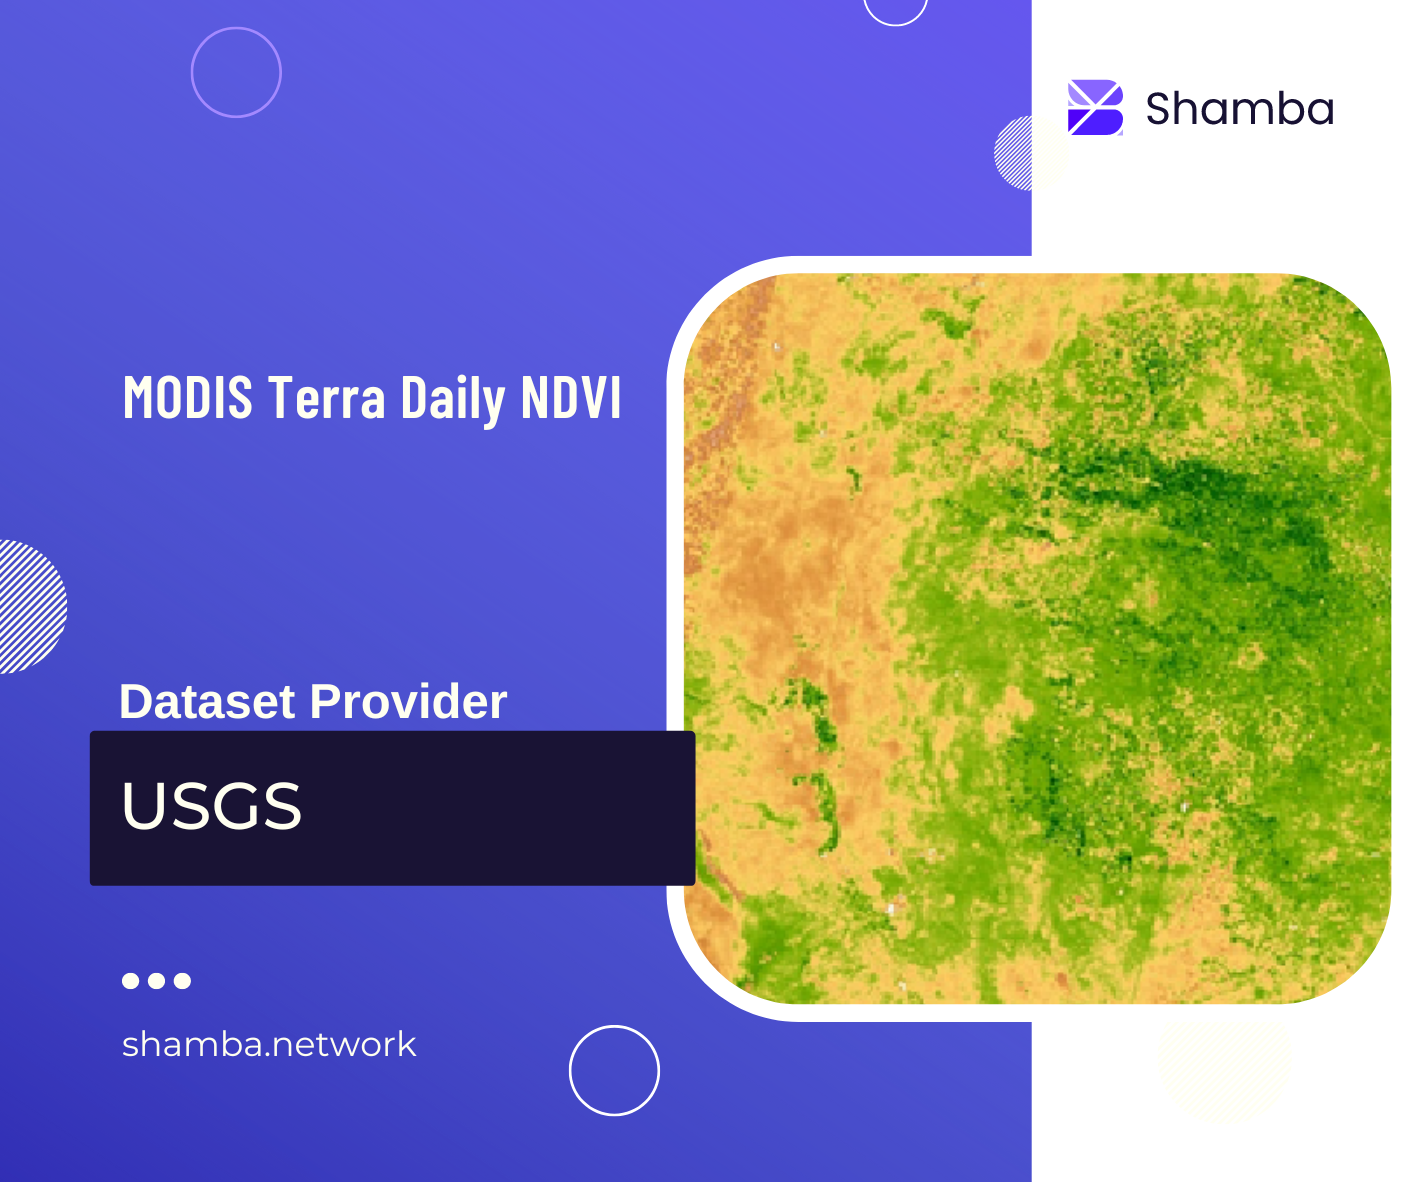 Shamba
MODIS Terra Daily NDVI
Dataset Provider
USGS
shamba.network